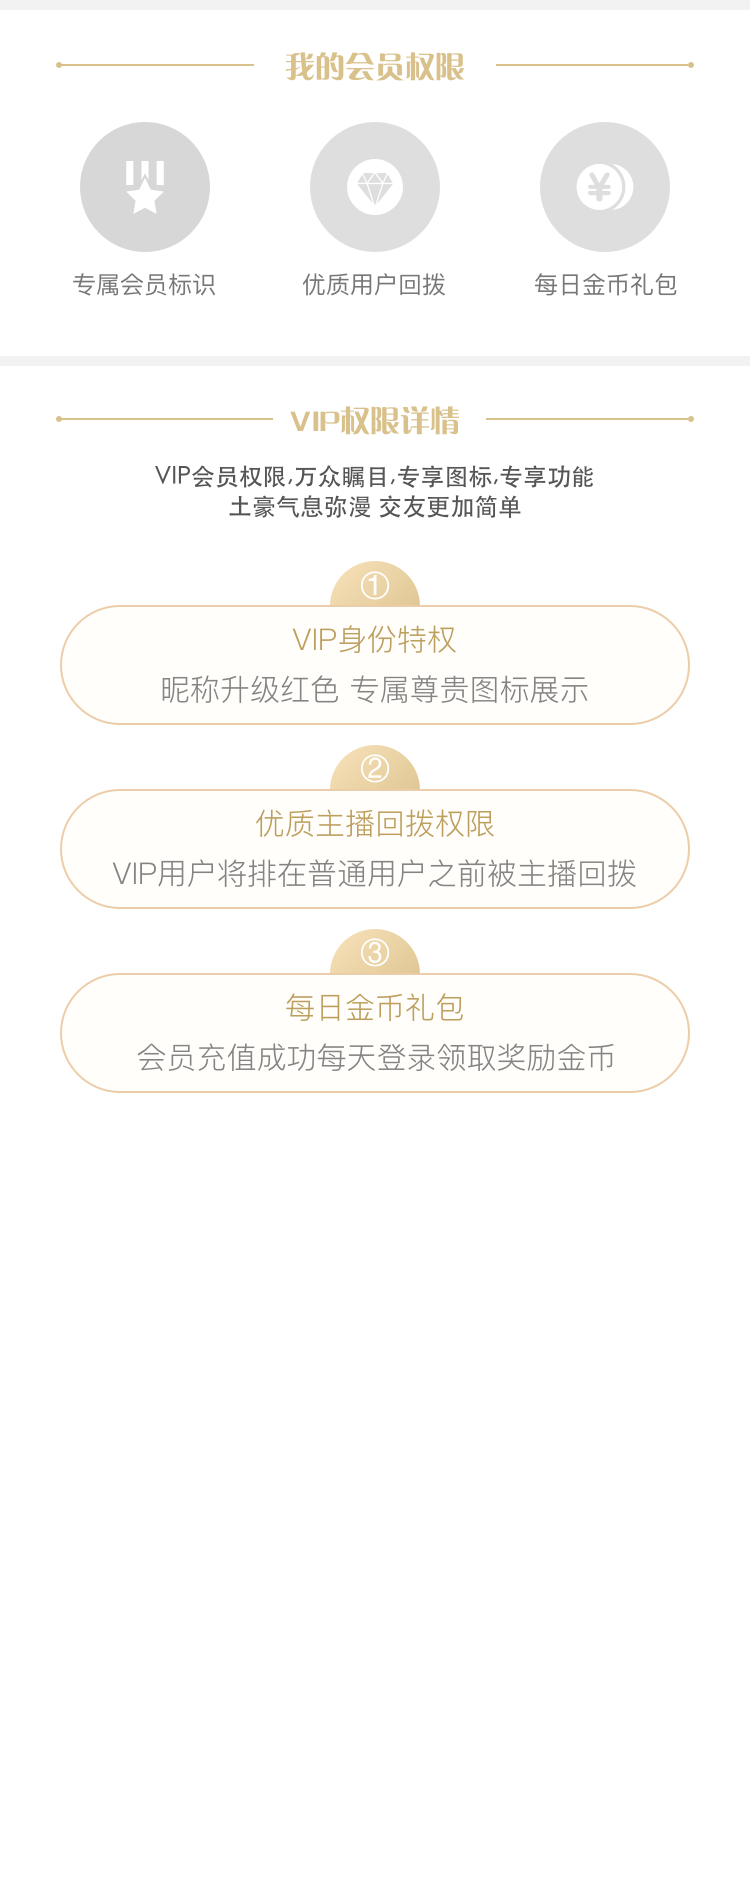 我的会员权限
专属会员标识 优质用户回拨 每日金币礼包
VIP权限详情
VIP会员权限,万众瞩目,专享图标,专享功能
土豪气息弥漫 交友更加简单
①
VIP身份特权
昵称升级红色 专属尊贵图标展示
②
优质主播回拨权限
VIP用户将排在普通用户之前被主播回拨
③
每日金币礼包
会员充值成功每天登录领取奖励金币